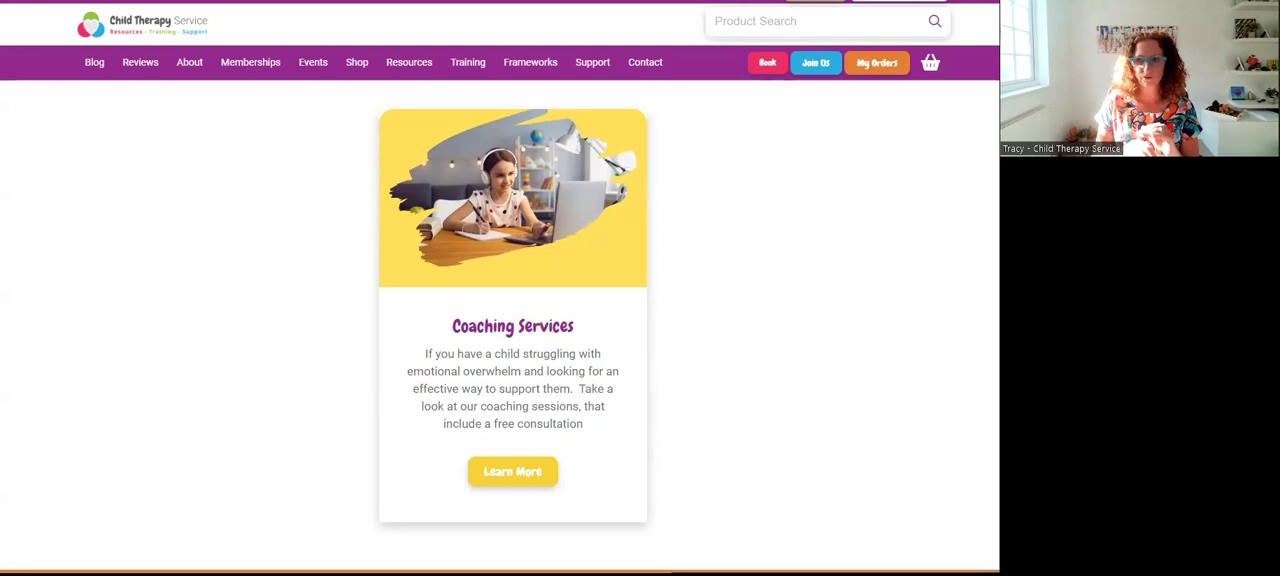 Child Therapy Service
Resources - Training - Support
Product Search
Blog
Reviews
About
Memberships
Events
Shop
Resources
Training
Frameworks
Support
Contact
Book
Join Us
My Orders
Tracy - Child Therapy Service
Coaching Services
If you have a child struggling with
emotional overwhelm and looking for an
effective way to support them. Take a
look at our coaching sessions, that
include a free consultation
Learn More